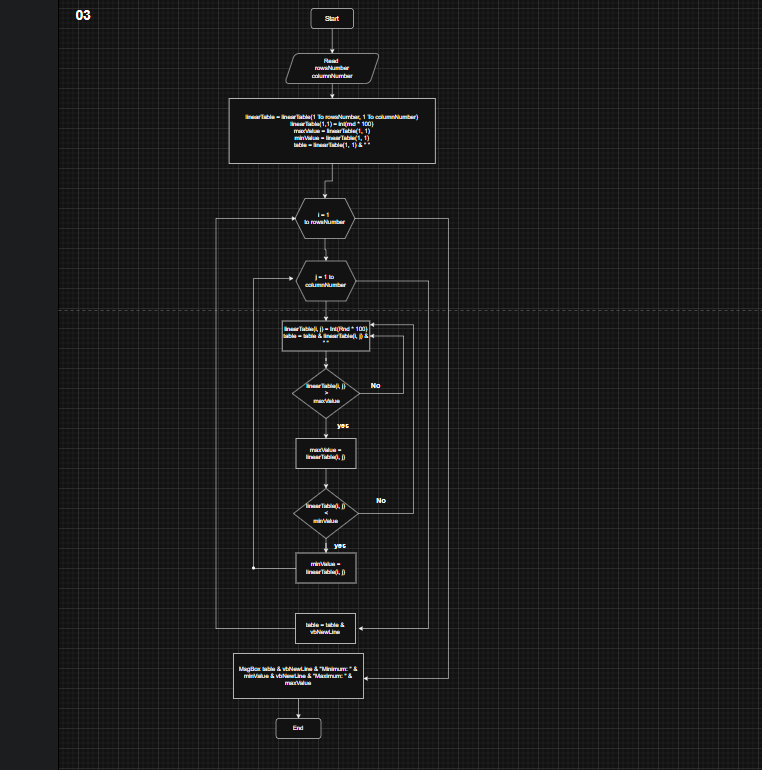 03
Start
Read
rowsNumber
columnNumber
linearTable = linearTable(1 To rowsNumber, 1 To columnNumber)
linearTable(1,1) = Int(rnd * 100)
maxValue = linearTable(1, 1)
minValue = linearTable(1, 1)
table = linearTable(1, 1) & " "
i = 1
to rowsNumber
j = 1 to
columnNumber
linearTable(i, j) = Int(Rnd * 100)
table = table & linearTable(i, j) &
" "
linearTable(i, j)
>
maxValue
No
yes
maxValue =
linearTable(i, j)
linearTable(i, j)
<
minValue
No
yes
minValue =
linearTable(i, j)
table = table &
vbNewLine
MsgBox table & vbNewLine & "Minimum: " &
minValue & vbNewLine & "Maximum: " &
maxValue
End